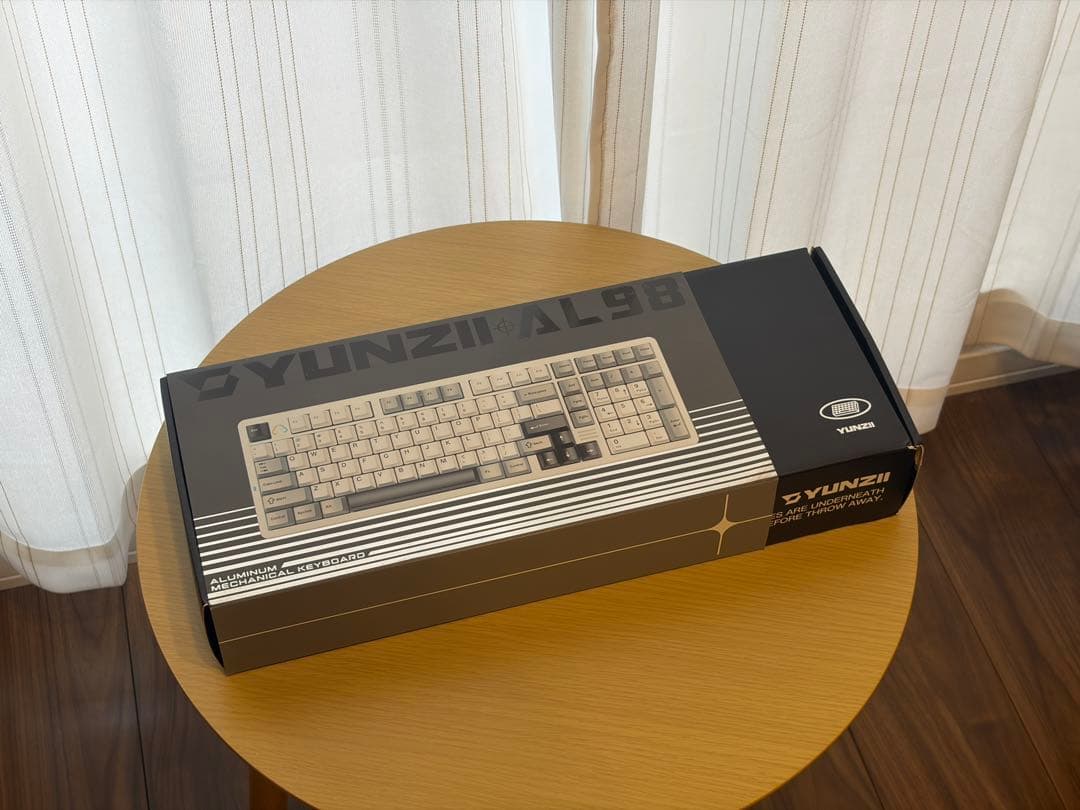 YUNZII AL98
ALUMINUM
MECHANICAL KEYBOARD
YUNZII
YUNZII
ES ARE UNDERNEATH
EFORE THROW AWAY.